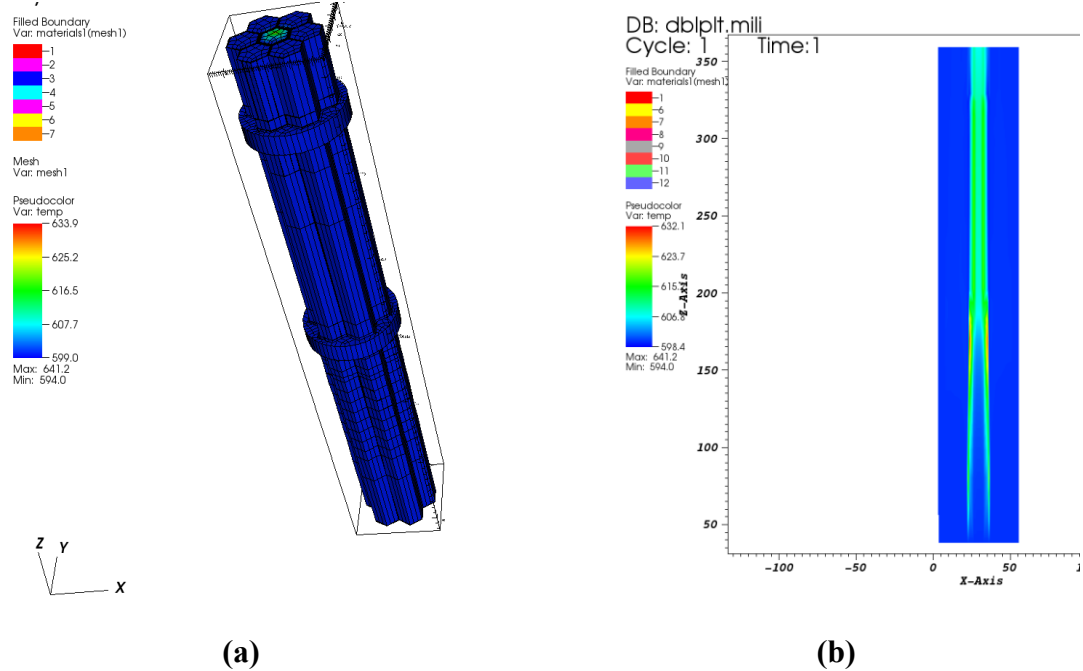 Filled Boundary
Var: materials1(mesh1)
1
2
3
4
5
6
7
Mesh
Var: mesh1
Pseudocolor
Var: temp
633.9
625.2
616.5
607.7
599.0
Max: 641.2
Min: 594.0
Z
Y
X
(a)
DB: dblplt.mili
Cycle: 1 Time:1
Filled Boundary
Var: materials1(mesh1)
1
6
7
8
9
10
11
12
Pseudocolor
Var: temp
632.1
623.7
615.
606.8
598.4
Max: 641.2
Min: 594.0
350
300
250
200
150
100
50
Z-Axis
-100
-50
0
50
X-Axis
(b)